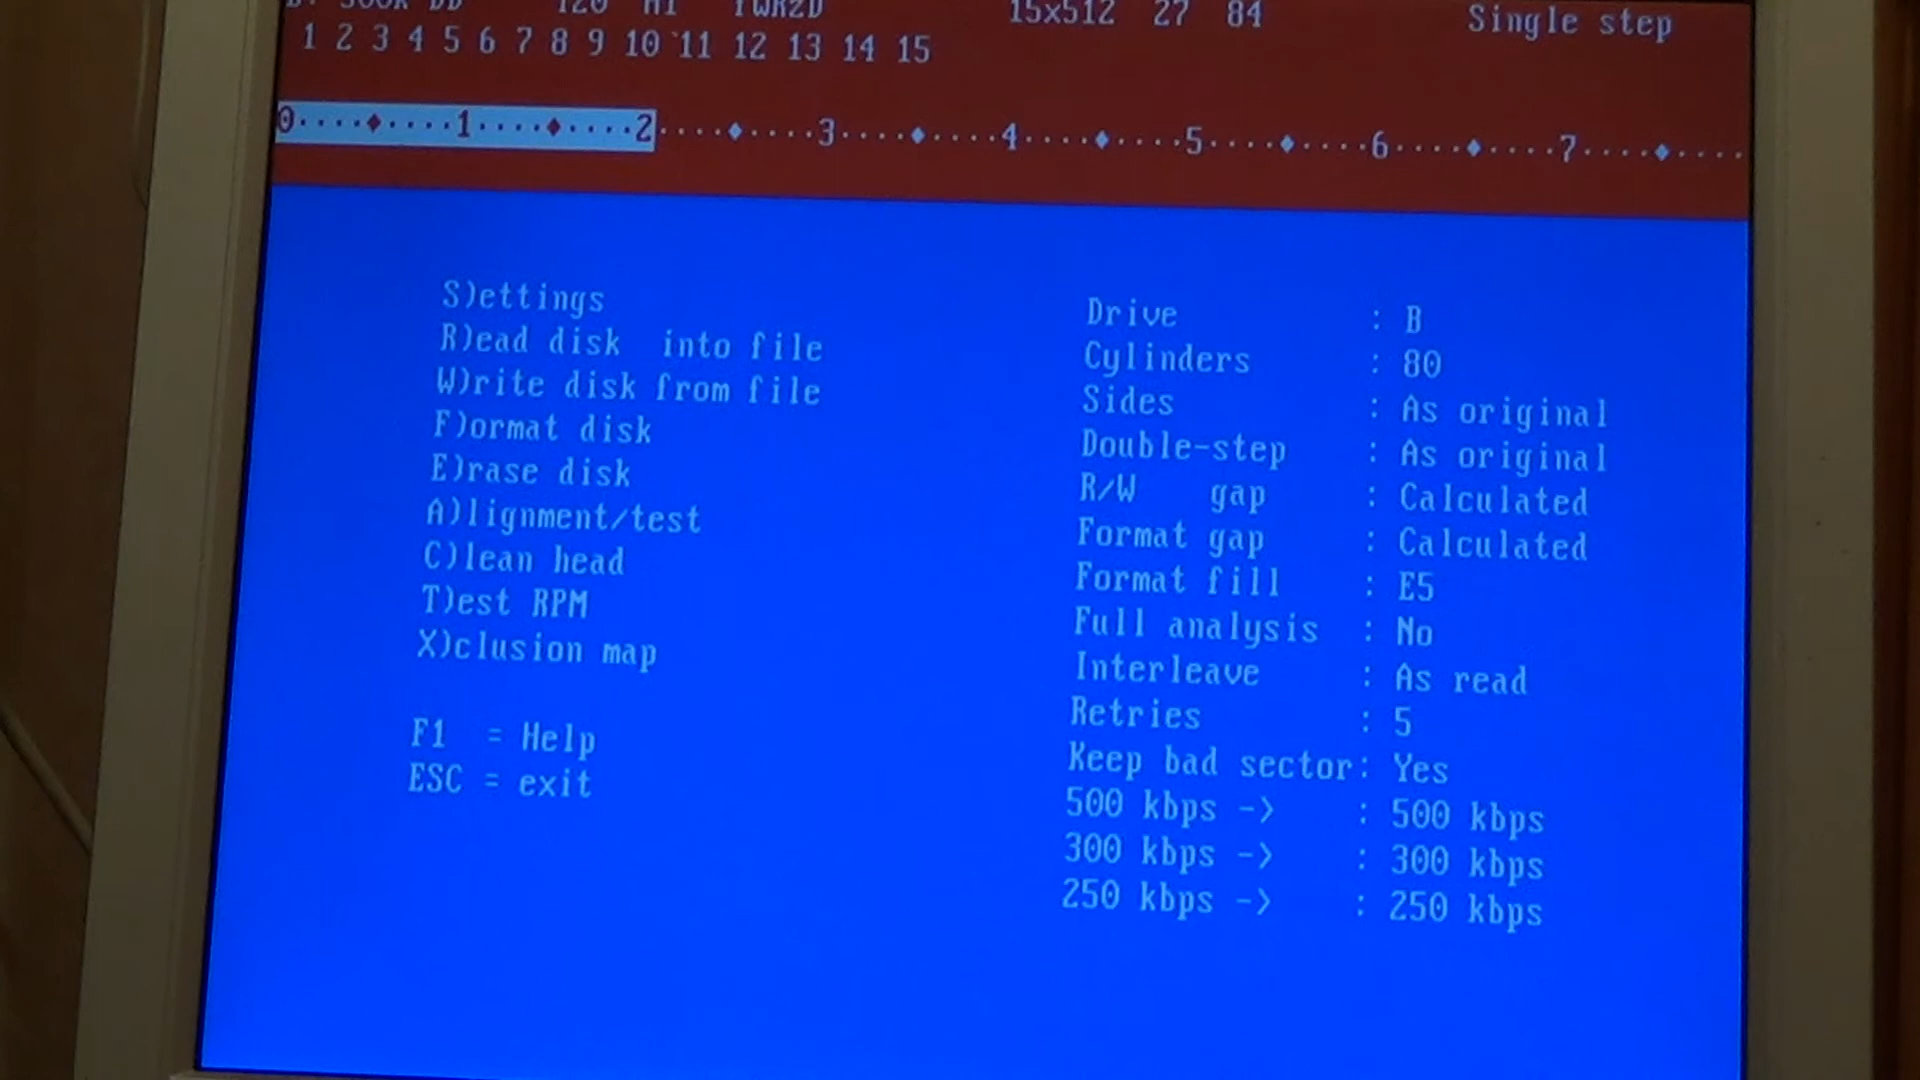 15x512 27 84 Single step
1 2 3 4 5 6 7 8 9 10 11 12 13 14 15
0····♦····1····♦····2····♦····3····♦····4····♦····5····♦····6····♦····7····♦····
S)ettings
R)ead disk into file
W)rite disk from file
F)ormat disk
E)rase disk
A)lignment/test
C)lean head
T)est RPM
X)clusion map
F1 = Help
ESC = exit
Drive : B
Cylinders : 80
Sides : As original
Double-step : As original
R/W gap : Calculated
Format gap : Calculated
Format fill : E5
Full analysis : No
Interleave : As read
Retries : 5
Keep bad sector: Yes
500 kbps -> : 500 kbps
300 kbps -> : 300 kbps
250 kbps -> : 250 kbps